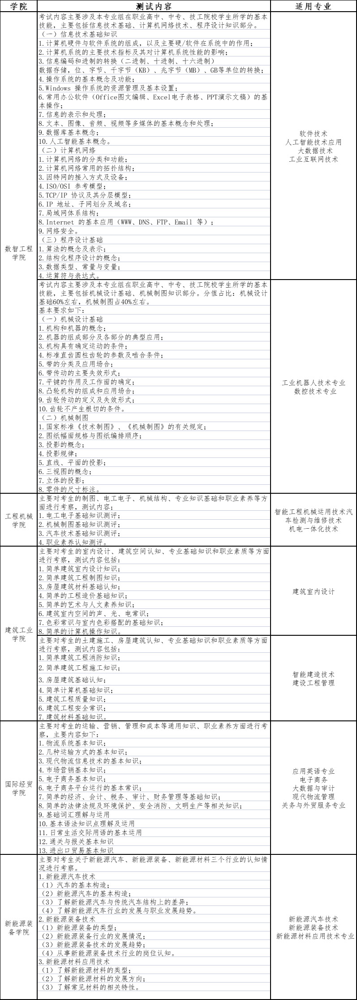 学院 测试内容 适用专业
数智工程
学院
考试内容主要涉及本专业组在职业高中、中专、技工院校学生所学的基本
技能，主要包括信息技术基础、计算机网络技术、程序设计知识部分。
（一）信息技术基础知识
1.计算机硬件与软件系统的组成，以及主要硬/软件在系统中的作用；
2.计算机系统的主要技术指标及其对计算机系统性能的影响；
3.信息编码和进制的转换（二进制、十进制、十六进制）
数据存储，位、字节、千字节（KB）、兆字节（MB）、GB等单位的转换；
4.操作系统的基本概念及功能；
5.Windows 操作系统的资源管理及基本设置；
6.常用办公软件（Office图文编辑、Excel电子表格、PPT演示文稿）的基
本操作；
7.信息的表示和处理；
8.文本、图像、音频、视频等多媒体的基本概念和处理；
9.数据库基本概念；
10.人工智能基本概念。
（二）计算机网络
1.计算机网络的分类和功能；
2.计算机网络常用的拓扑结构；
3.因特网的接入方式及设备；
4.ISO/OSI 参考模型；
5.TCP/IP 协议及其分层模型；
6.IP 地址、子网划分及域名；
7.局域网体系结构；
8.Internet 的基本应用（WWW、DNS、FTP、Email 等）；
9.网络安全。
（三）程序设计基础
1.算法的概念及表示；
2.结构化程序设计的概念；
3.数据类型、常量与变量；
4.运算符与表达式。
软件技术
人工智能技术应用
大数据技术
工业互联网技术
考试内容主要涉及本专业组在职业高中、中专、技工院校学生所学的基本
技能，主要包括机械设计基础、机械制图知识部分。分值占比：机械设计
基础60%左右，机械制图占40%左右。
基本要求如下：
（一）机械设计基础
1.机构和机器的概念；
2.机器的组成部分及各部分的典型应用；
3.机构具有确定运动的条件；
4.标准直齿圆柱齿轮的参数及啮合条件；
5.带的分类及应用场合；
6.带传动的主要失效形式；
7.平键的作用及工作面的确定；
8.凸轮机构的组成和应用场合；
9.齿轮传动的定义及失效形式；
10.齿轮不产生根切的条件。
（二）机械制图
1.国家标准《技术制图》、《机械制图》的有关规定；
2.图纸幅面规格与图纸编排顺序；
3.投影的概念；
4.投影规律；
5.直线、平面的投影；
6.三视图的概念；
7.立体的投影；
8.零件的尺寸标注。
工业机器人技术专业
数控技术专业
工程机械
学院
主要对考生的制图、电工电子、机械结构、专业知识基础和职业素养等方
面进行考察，测试内容；
1.电工电子基础知识测评；
2.机械制图基础知识测评；
3.汽车技术基础知识测评；
4.职业素养认知测评。
智能工程机械运用技术汽
车检测与维修技术
机电一体化技术
建筑工业
学院
主要对考生的室内设计、建筑空间认知、专业基础知识和职业素质等方面
进行考察，测试内容包括：
1.简单建筑室内设计知识；
2.简单建筑工程制图知识；
3.房屋建筑材料基础认知；
4.简单的工程造价基础知识；
5.简单的艺术与人文素养知识；
6.建筑室内空间的声、光、电常识；
7.色彩常识与室内色彩搭配的基础知识；
8.简单的计算机操作知识。
建筑室内设计
主要对考生的土建施工、房屋建筑认知、专业基础知识和职业素质等方面
进行考察，测试内容包括：
1.简单建筑工程消防知识；
2.简单建筑工程施工知识；
3.房屋建筑基础认知；
4.简单计算机基础知识；
5.建筑工程质量知识；
6.建筑工程安全常识；
7.建筑材料基础知识。
智能建造技术
建设工程管理
国际经贸
学院
主要对考生的运输、营销、管理和成本等通用知识、职业素养方面进行考
察，主要内容如下：
1.物流系统基本知识；
2.几种运输方式的基本知识；
3.现代物流信息技术的基本知识；
4.市场营销基本知识；
5.电子商务基本知识；
6.电子商务平台运行的基本常识；
7.简单的经济、会计、税务、审计、财务管理等基础知识；
8.简单的法律法规及环境保护、安全消防、文明生产等相关知识；
9.基础词汇理解与运用
10.基本语法知识点理解及运用
11.日常生活交际用语的基本运用
12.通关与报关基本知识
13.进出口贸易基本知识
应用英语专业
电子商务
大数据与审计
现代物流管理
关务与外贸服务专业
新能源装
备学院
主要对考生关于新能源汽车、新能源装备、新能源材料三个行业的认知情
况进行考察。
1.新能源汽车技术
（1）汽车的基本构造；
（2）新能源汽车的基本构造；
（3）了解新能源汽车与传统汽车结构上的差异；
（4）了解新能源汽车行业的发展与职业发展趋势。
2.新能源装备技术
（1）新能源装备的类型；
（2）新能源装备行业的发展情况；
（3）新能源装备技术的发展趋势；
（4）从事新能源装备技术行业的岗位认知。
3.新能源材料应用技术
（1）了解新能源材料的类型；
（2）了解新能源材料的发展方向；
（3）了解常见材料的相关特性。
新能源汽车技术
新能源装备技术
新能源材料应用技术专业